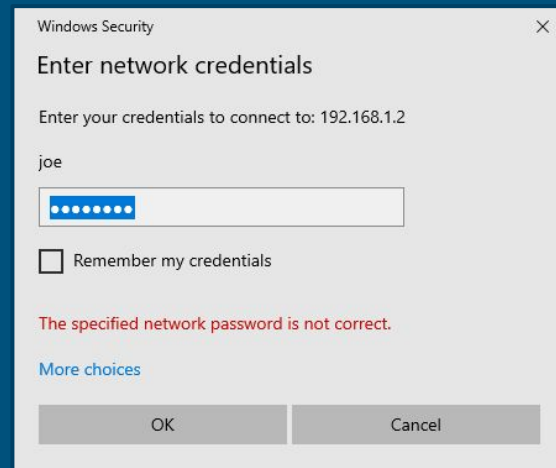 Windows Security
Enter network credentials
Enter your credentials to connect to: 192.168.1.2
joe
●●●●●●●●
Remember my credentials
The specified network password is not correct.
More choices
OK Cancel